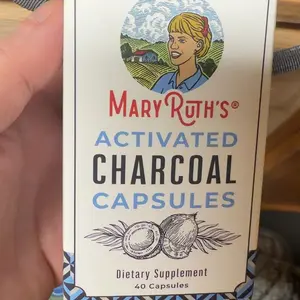 MARYRUTH'S®
ACTIVATED
CHARCOAL
CAPSULES
Dietary Supplement
40 Capsules